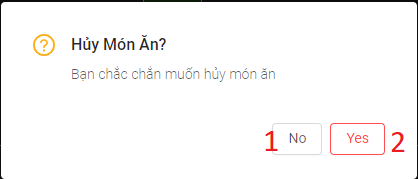 Hủy Món Ăn?
Bạn chắc chắn muốn hủy món ăn
1 No Yes 2